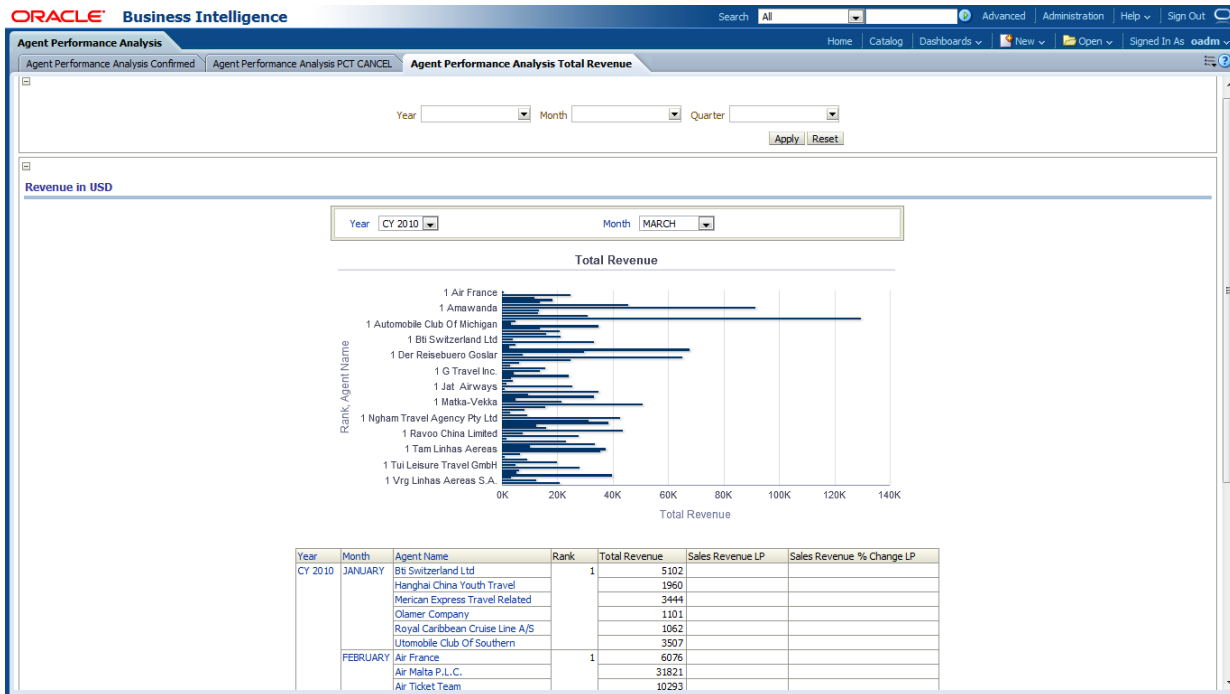 ORACLE Business Intelligence
Search All Advanced Administration Help Sign Out
Agent Performance Analysis
Home Catalog Dashboards New Open Signed In As oadm
Agent Performance Analysis Confirmed Agent Performance Analysis PCT CANCEL Agent Performance Analysis Total Revenue
Year Month Quarter
Apply Reset
Revenue in USD
Year CY 2010 Month MARCH
Total Revenue
Rank, Agent Name
1 Air France
1 Amawanda
1 Automobile Club Of Michigan
1 Bti Switzerland Ltd
1 Der Reisebuero Goslar
1 G Travel Inc.
1 Jat Airways
1 Matka-Vekka
1 Ngham Travel Agency Pty Ltd
1 Ravoo China Limited
1 Tam Linhas Aereas
1 Tui Leisure Travel GmbH
1 Vrg Linhas Aereas S.A.
0K 20K 40K 60K 80K 100K 120K 140K
Total Revenue
Year Month Agent Name Rank Total Revenue Sales Revenue LP Sales Revenue % Change LP
CY 2010 JANUARY Bti Switzerland Ltd 1 5102
Hanghai China Youth Travel 1960
Merican Express Travel Related 3444
Olamer Company 1101
Royal Caribbean Cruise Line A/S 1062
Utomobile Club Of Southern 3507
FEBRUARY Air France 1 6076
Air Malta P.L.C. 31821
Air Ticket Team 10293